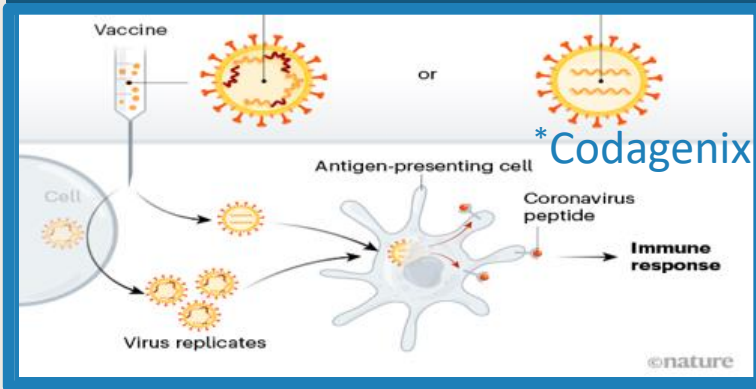 Vaccine
or
*Codagenix
Antigen-presenting cell
Cell
Coronavirus
peptide
Immune
response
Virus replicates
©nature